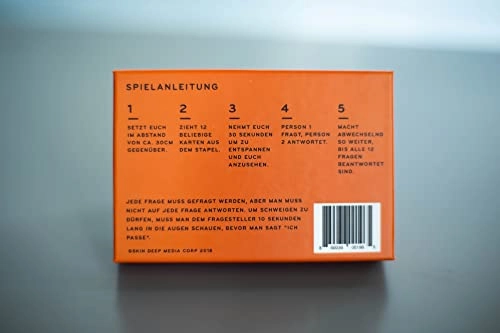 SPIELANLEITUNG
1
SETZT EUCH
IM ABSTAND
VON CA. 30CM
GEGENÜBER.
2
ZIEHT 12
BELIEBIGE
KARTEN AUS
DEM STAPEL.
3
NEHMT EUCH
30 SEKUNDEN
UM ZU
ENTSPANNEN
UND EUCH
ANZUSEHEN.
4
PERSON 1
FRAGT, PERSON
2 ANTWORTET.
5
MACHT
ABWECHSELND
SO WEITER,
BIS ALLE 12
FRAGEN
BEANTWORTET
SIND.
JEDE FRAGE MUSS GEFRAGT WERDEN, ABER MAN MUSS
NICHT AUF JEDE FRAGE ANTWORTEN. UM SCHWEIGEN ZU
DÜRFEN, MUSS MAN DEM FRAGESTELLER 10 SEKUNDEN
LANG IN DIE AUGEN SCHAUEN, BEVOR MAN SAGT "ICH
PASSE".
©SKIN DEEP MEDIA CORP 2018